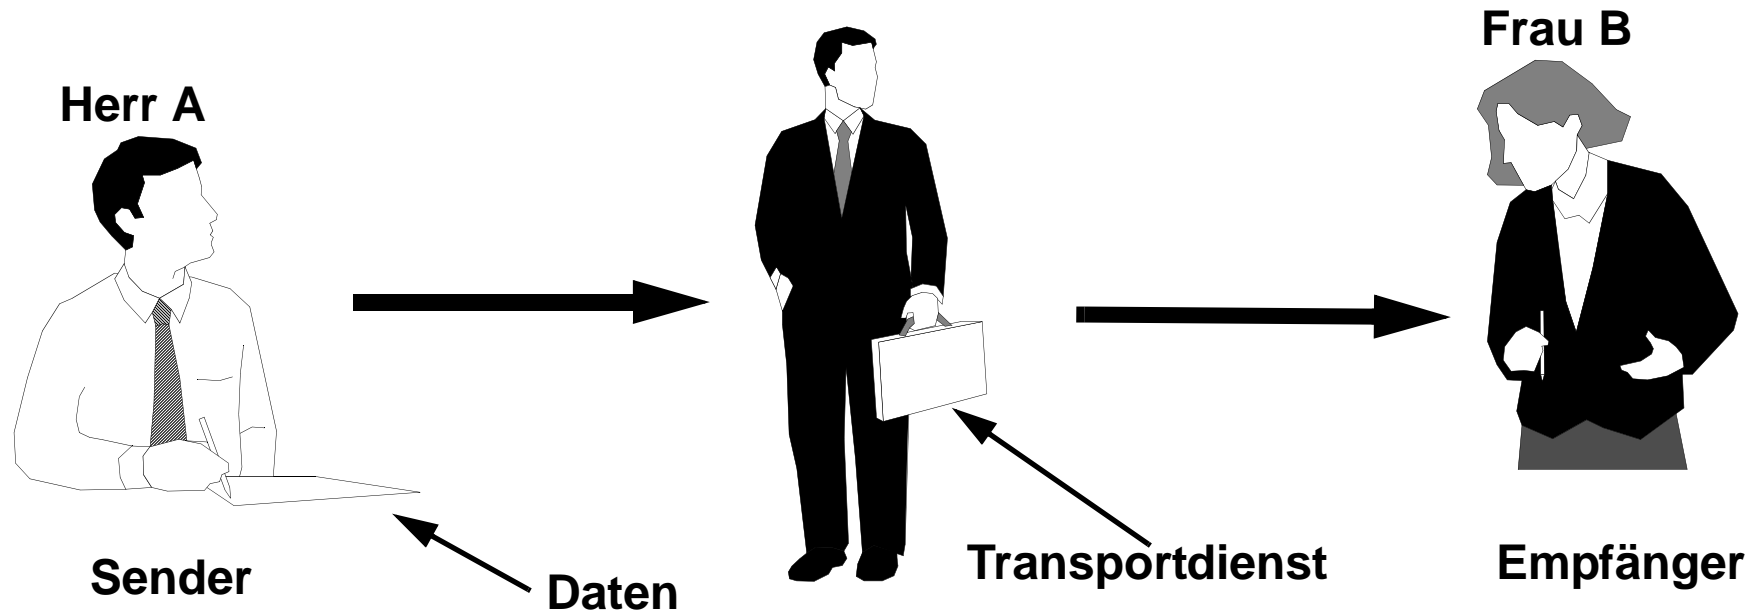 Herr A
Frau B
Sender
Daten
Transportdienst
Empfänger